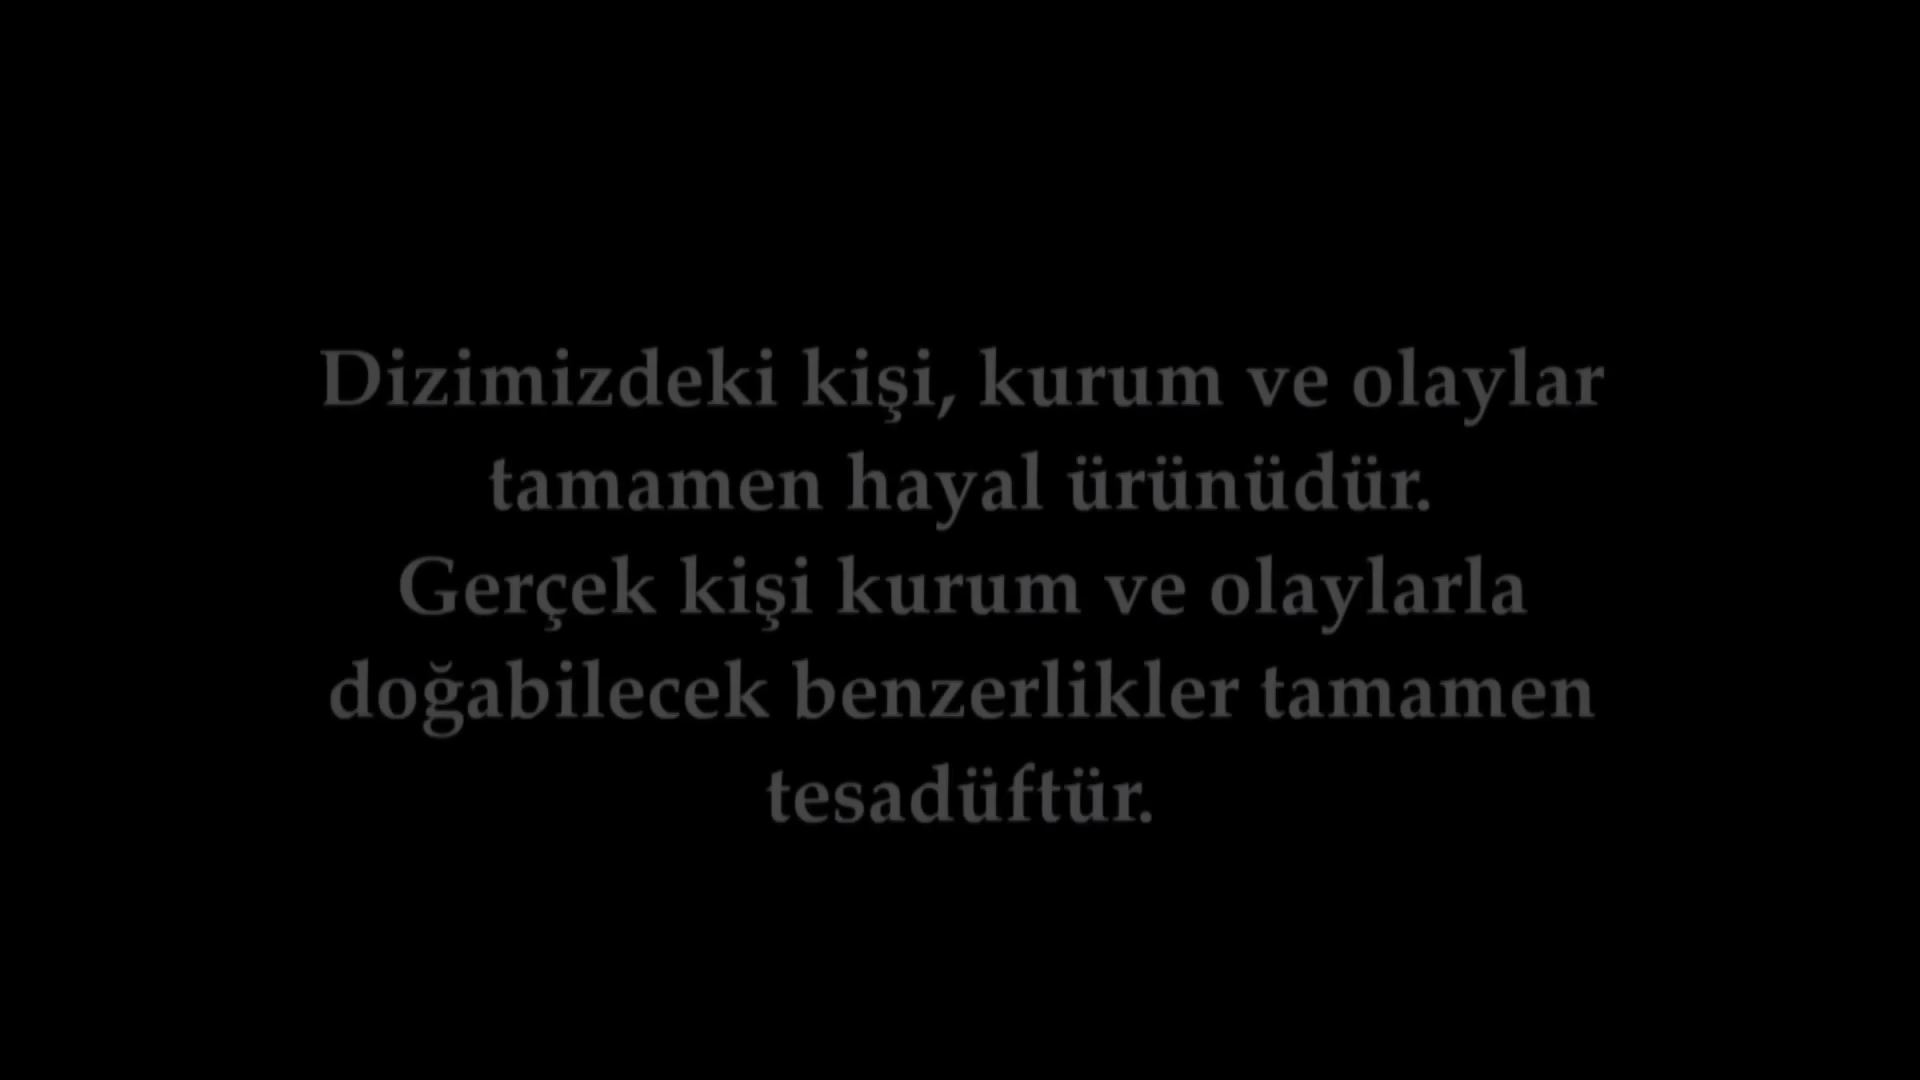 Dizimizdeki kişi, kurum ve olaylar
tamamen hayal ürünüdür.
Gerçek kişi kurum ve olaylarla
doğabilecek benzerlikler tamamen
tesadüftür.